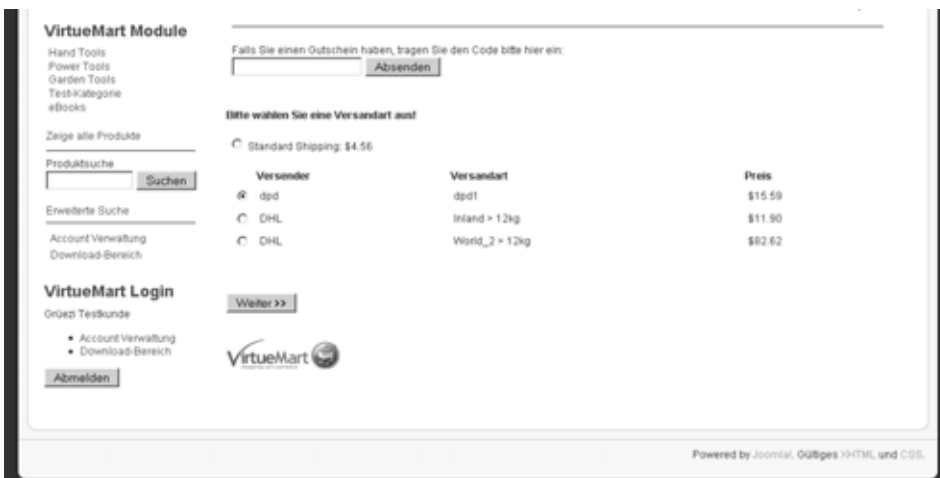 VirtueMart Module
Hand Tools
Power Tools
Garden Tools
Test-Kategorie
eBooks
Zeige alle Produkte
Produktsuche
Suchen
Erweiterte Suche
Account Verwaltung
Download-Bereich
VirtueMart Login
Grüezi Testkunde
Account Verwaltung
Download-Bereich
Abmelden
Falls Sie einen Gutschein haben, tragen Sie den Code bitte hier ein:
Absenden
Bitte wählen Sie eine Versandart aus!
Standard Shipping: $4.56
Versender Versandart Preis
dpd dpd1 $15.59
DHL Inland > 12kg $11.90
DHL World_2 > 12kg $82.62
Weiter >>
VirtueMart
Powered by Joomla!. Gültiges XHTML und CSS.